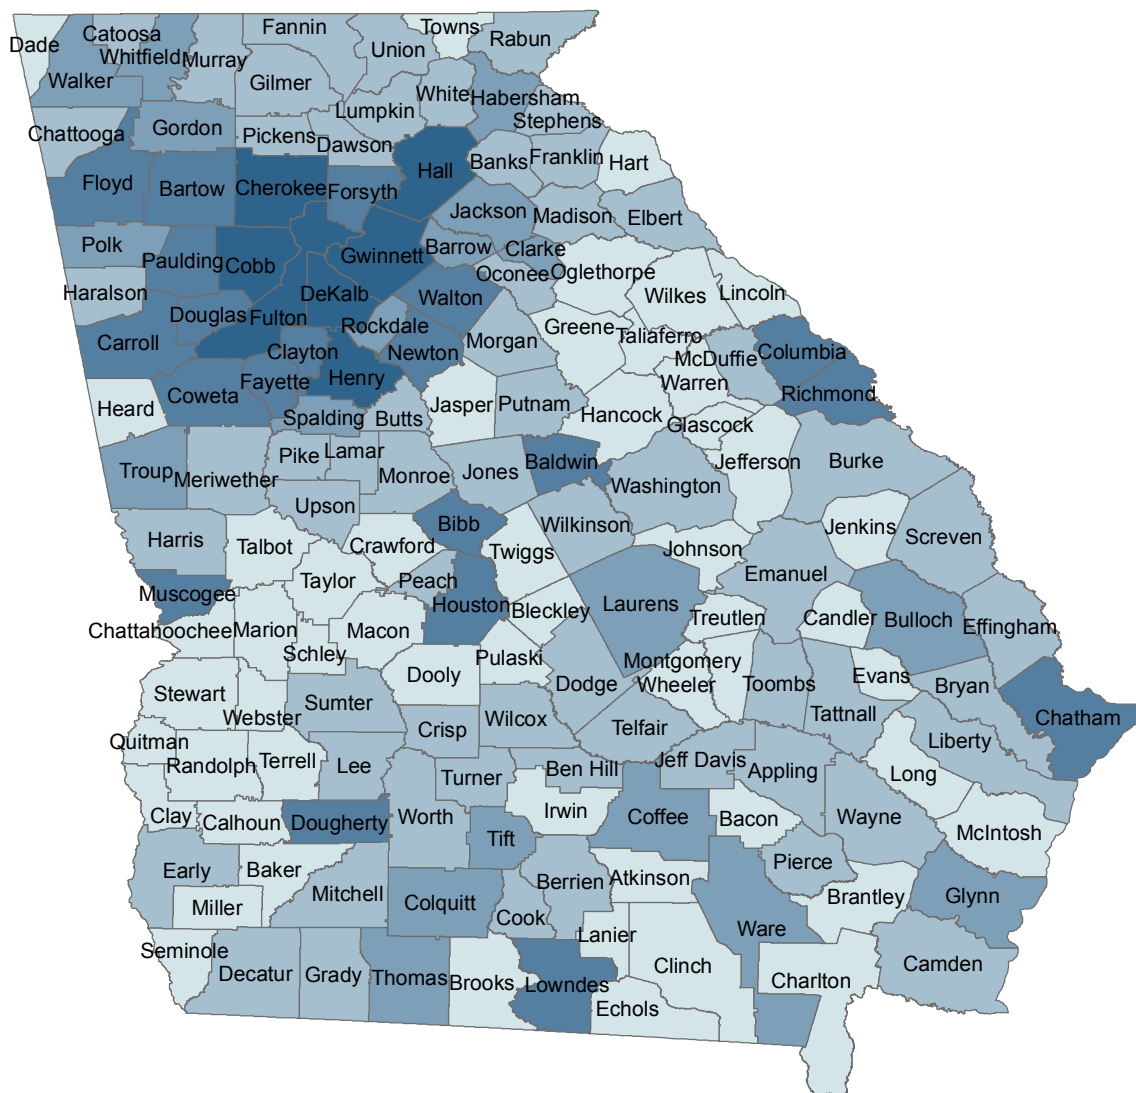 Dade
Catoosa
Whitfield
Walker
Murray
Fannin
Gilmer
Union
Towns
Rabun
White
Habersham
Stephens
Lumpkin
Chattooga
Gordon
Pickens
Dawson
Hall
Banks
Franklin
Hart
Floyd
Bartow
Cherokee
Forsyth
Jackson
Madison
Elbert
Polk
Paulding
Cobb
Gwinnett
Barrow
Clarke
Oconee
Oglethorpe
Wilkes
Lincoln
Haralson
Douglas
Fulton
DeKalb
Rockdale
Walton
Morgan
Greene
Taliaferro
McDuffie
Warren
Columbia
Richmond
Carroll
Clayton
Newton
Henry
Fayette
Coweta
Heard
Spalding
Butts
Jasper
Putnam
Hancock
Glascock
Jefferson
Burke
Troup
Meriwether
Pike
Lamar
Monroe
Jones
Baldwin
Washington
Upson
Bibb
Wilkinson
Jenkins
Screven
Harris
Talbot
Crawford
Twiggs
Johnson
Emanuel
Muscogee
Taylor
Peach
Houston
Bleckley
Laurens
Treutlen
Candler
Bulloch
Effingham
Chattahoochee
Marion
Schley
Macon
Dooly
Pulaski
Dodge
Montgomery
Wheeler
Toombs
Tattnall
Evans
Bryan
Chatham
Stewart
Webster
Sumter
Crisp
Wilcox
Telfair
Liberty
Quitman
Randolph
Terrell
Lee
Turner
Ben Hill
Jeff Davis
Appling
Long
Clay
Calhoun
Dougherty
Worth
Tift
Irwin
Coffee
Bacon
Wayne
McIntosh
Early
Baker
Miller
Mitchell
Colquitt
Berrien
Cook
Atkinson
Pierce
Brantley
Glynn
Seminole
Decatur
Grady
Thomas
Brooks
Lowndes
Lanier
Clinch
Echols
Ware
Charlton
Camden